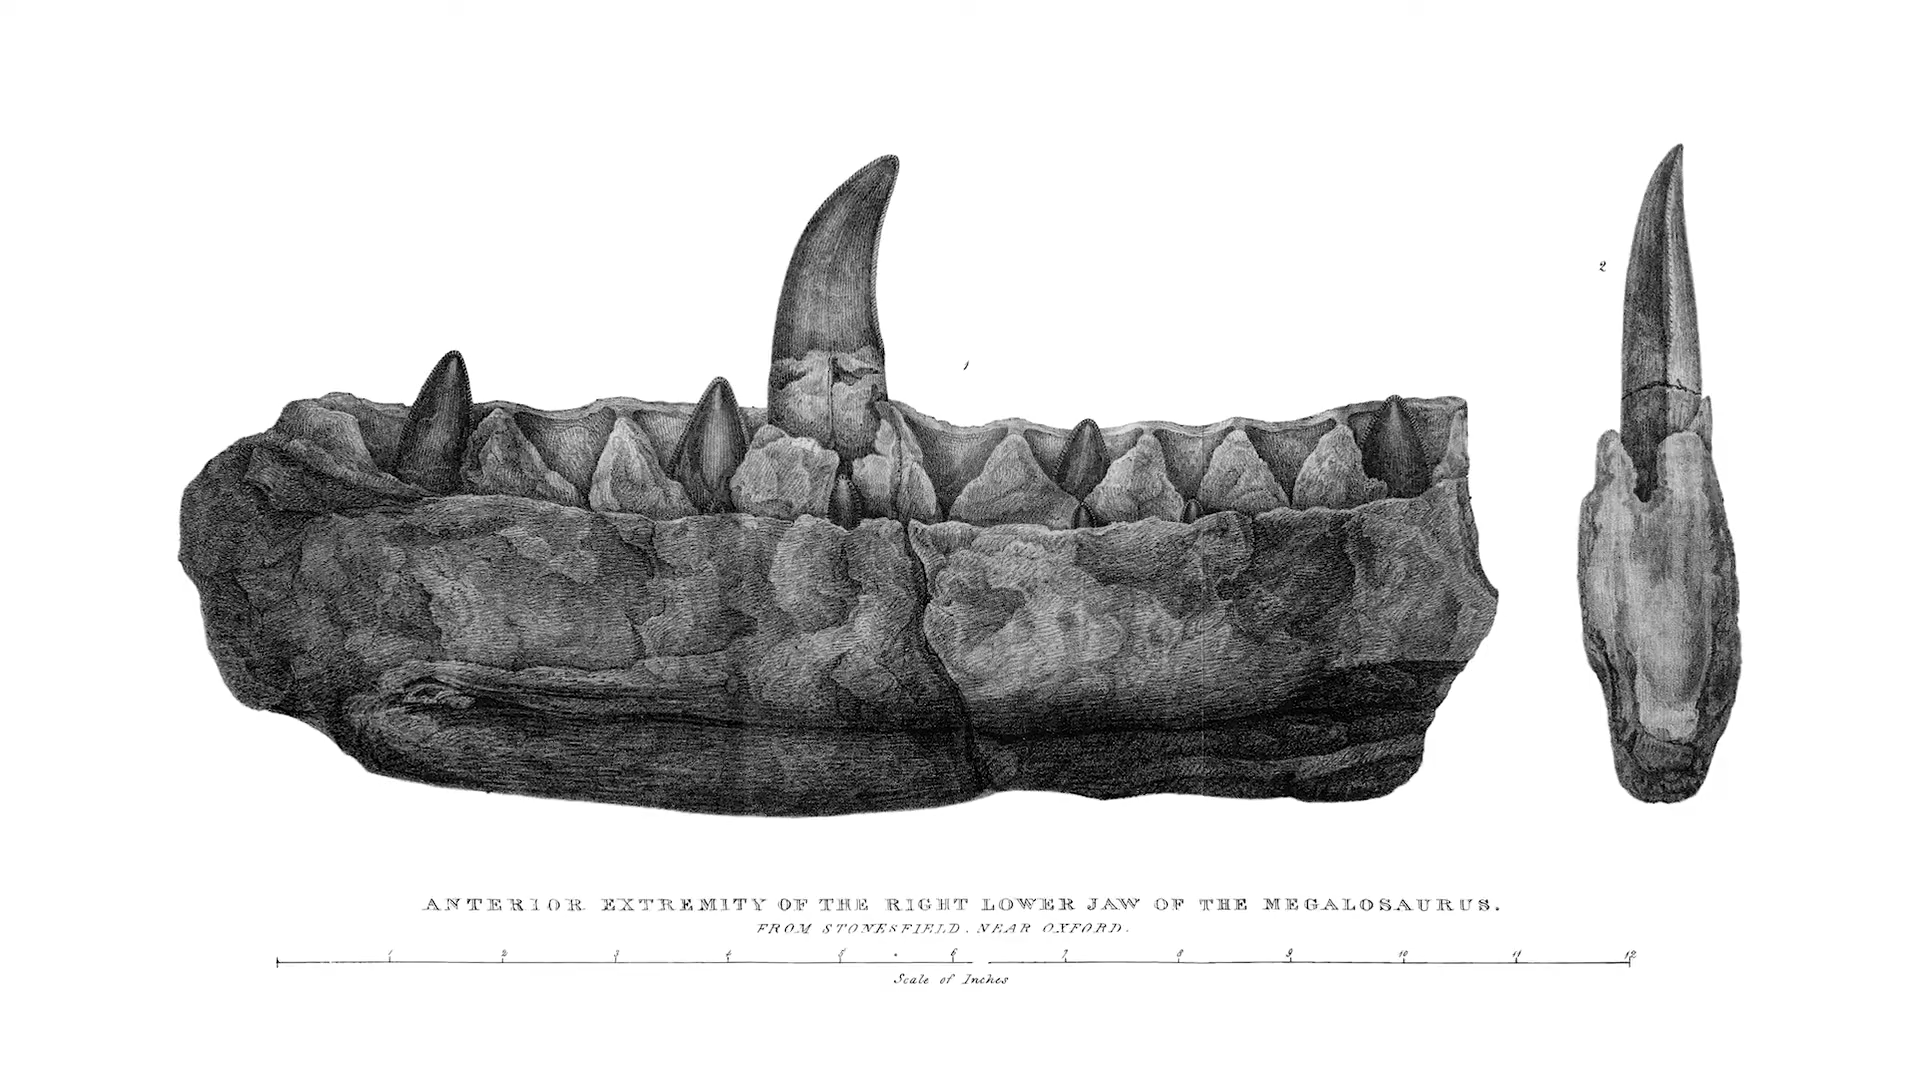 1
2
ANTERIOR EXTREMITY OF THE RIGHT LOWER JAW OF THE MEGALOSAURUS.
FROM STONESFIELD. NEAR OXFORD.
1 2 3 4 5 6 7 8 9 10 11 12
Scale of Inches